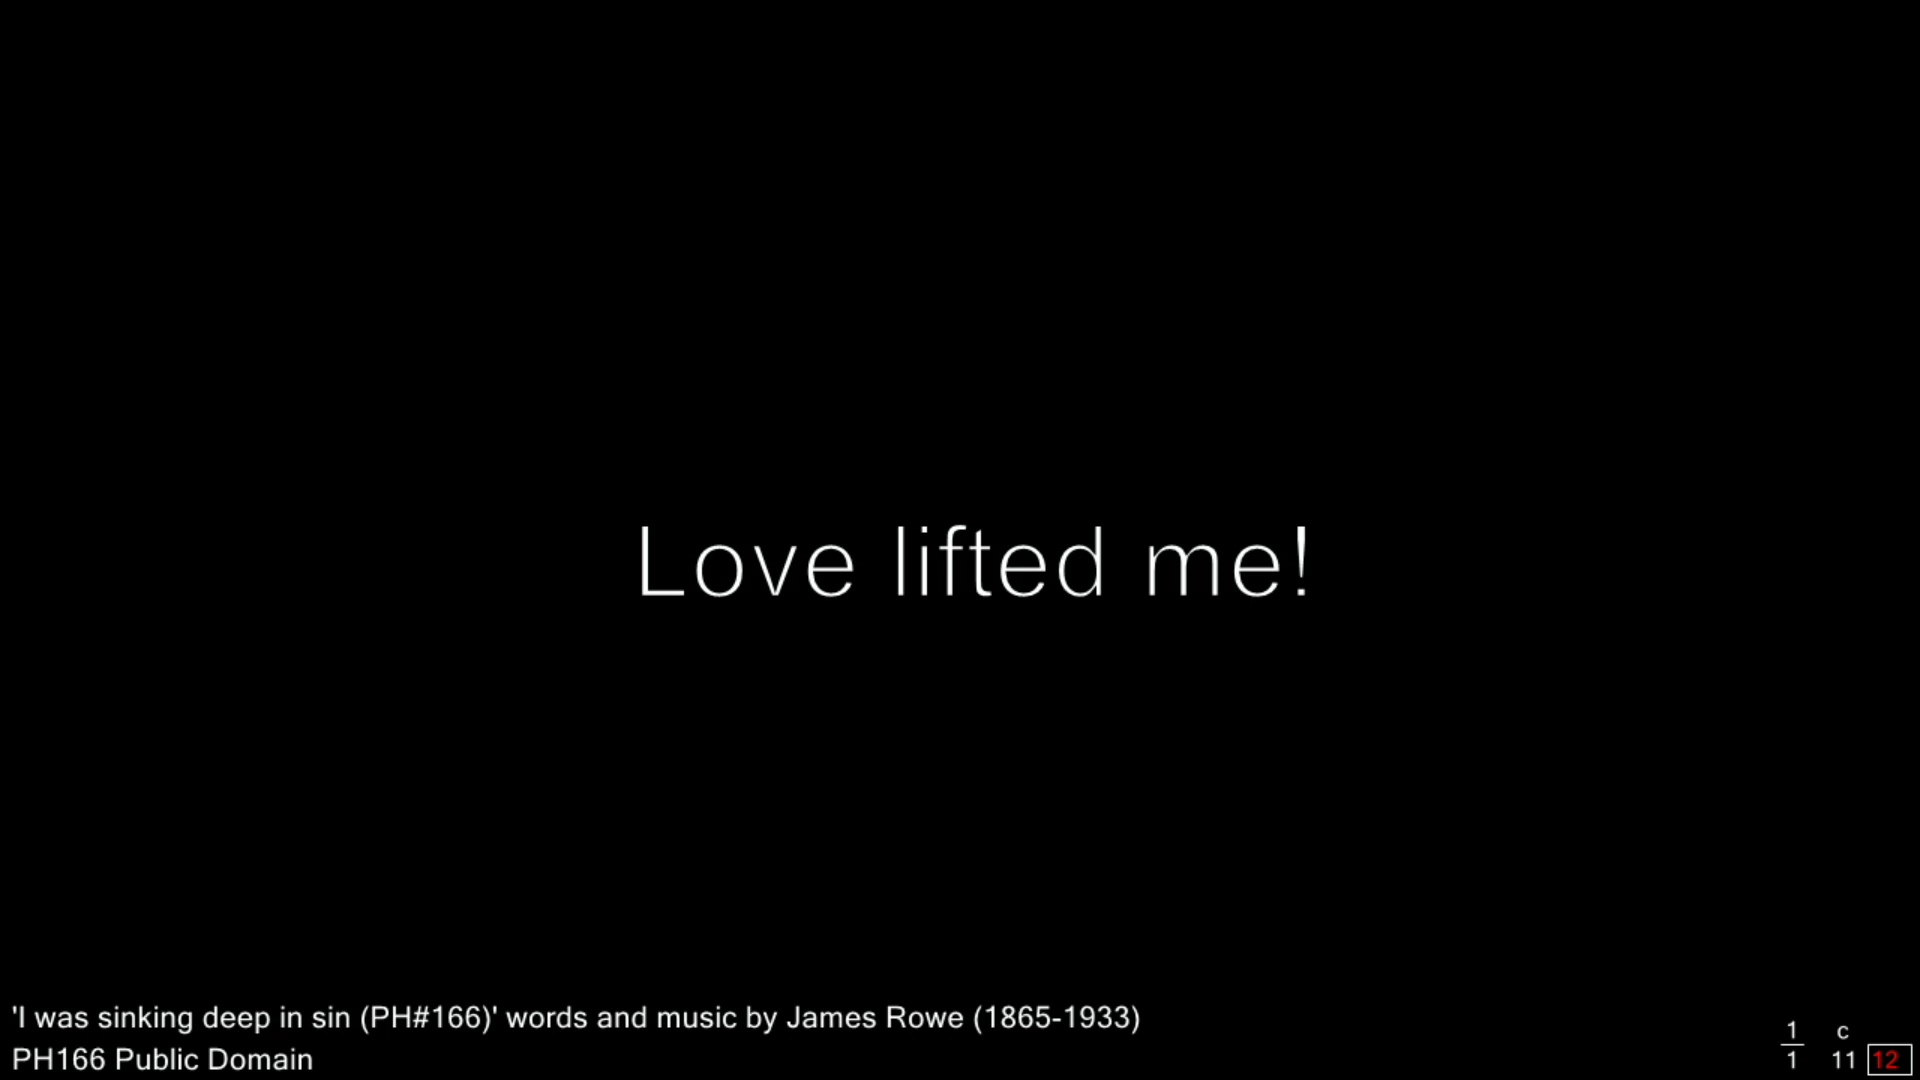 Love lifted me!
'I was sinking deep in sin (PH#166)' words and music by James Rowe (1865-1933)
PH166 Public Domain
1 c
1 11 12